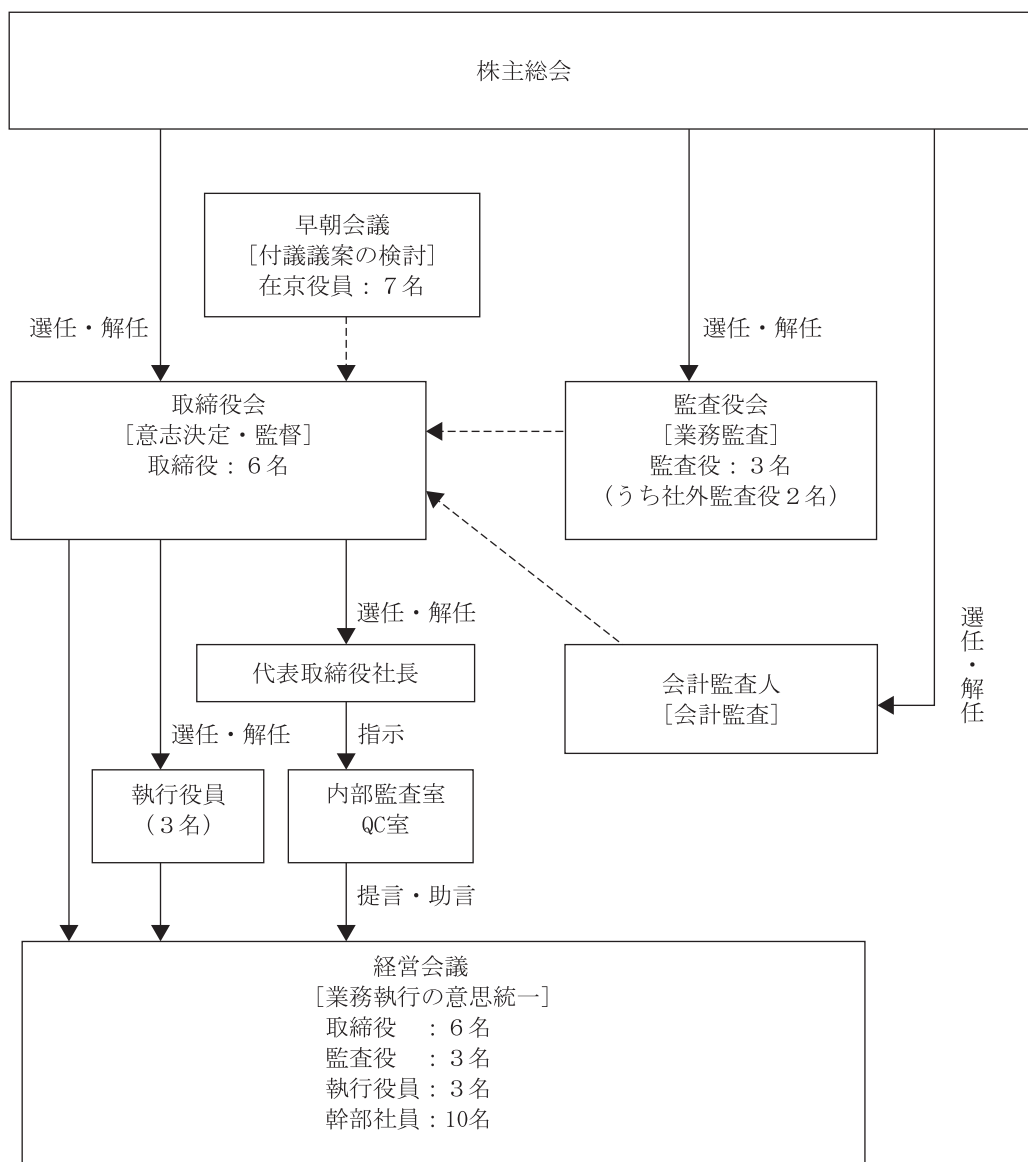 株主総会
早朝会議
[付議議案の検討]
在京役員：７名
選任・解任
選任・解任
取締役会
[意志決定・監督]
取締役：６名
監査役会
[業務監査]
監査役：３名
（うち社外監査役２名）
選任・解任
選任・解任
代表取締役社長
会計監査人
[会計監査]
選任・解任
指示
執行役員
（３名）
内部監査室
QC室
提言・助言
経営会議
[業務執行の意思統一]
取締役　：６名
監査役　：３名
執行役員：３名
幹部社員：10名